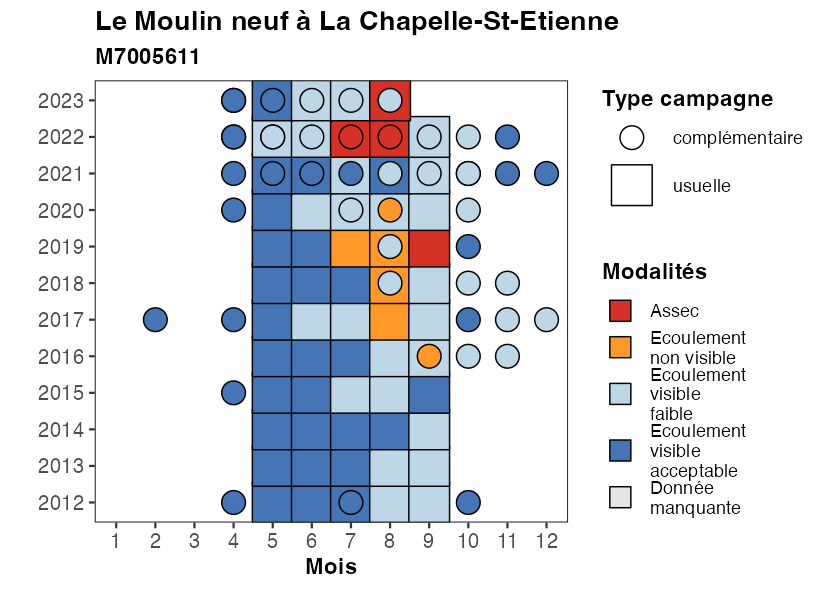 Le Moulin neuf à La Chapelle-St-Etienne
M7005611
2023
2022
2021
2020
2019
2018
2017
2016
2015
2014
2013
2012
1 2 3 4 5 6 7 8 9 10 11 12
Mois
Type campagne
complémentaire
usuelle
Modalités
Assec
Ecoulement
non visible
Ecoulement
visible
faible
Ecoulement
visible
acceptable
Donnée
manquante